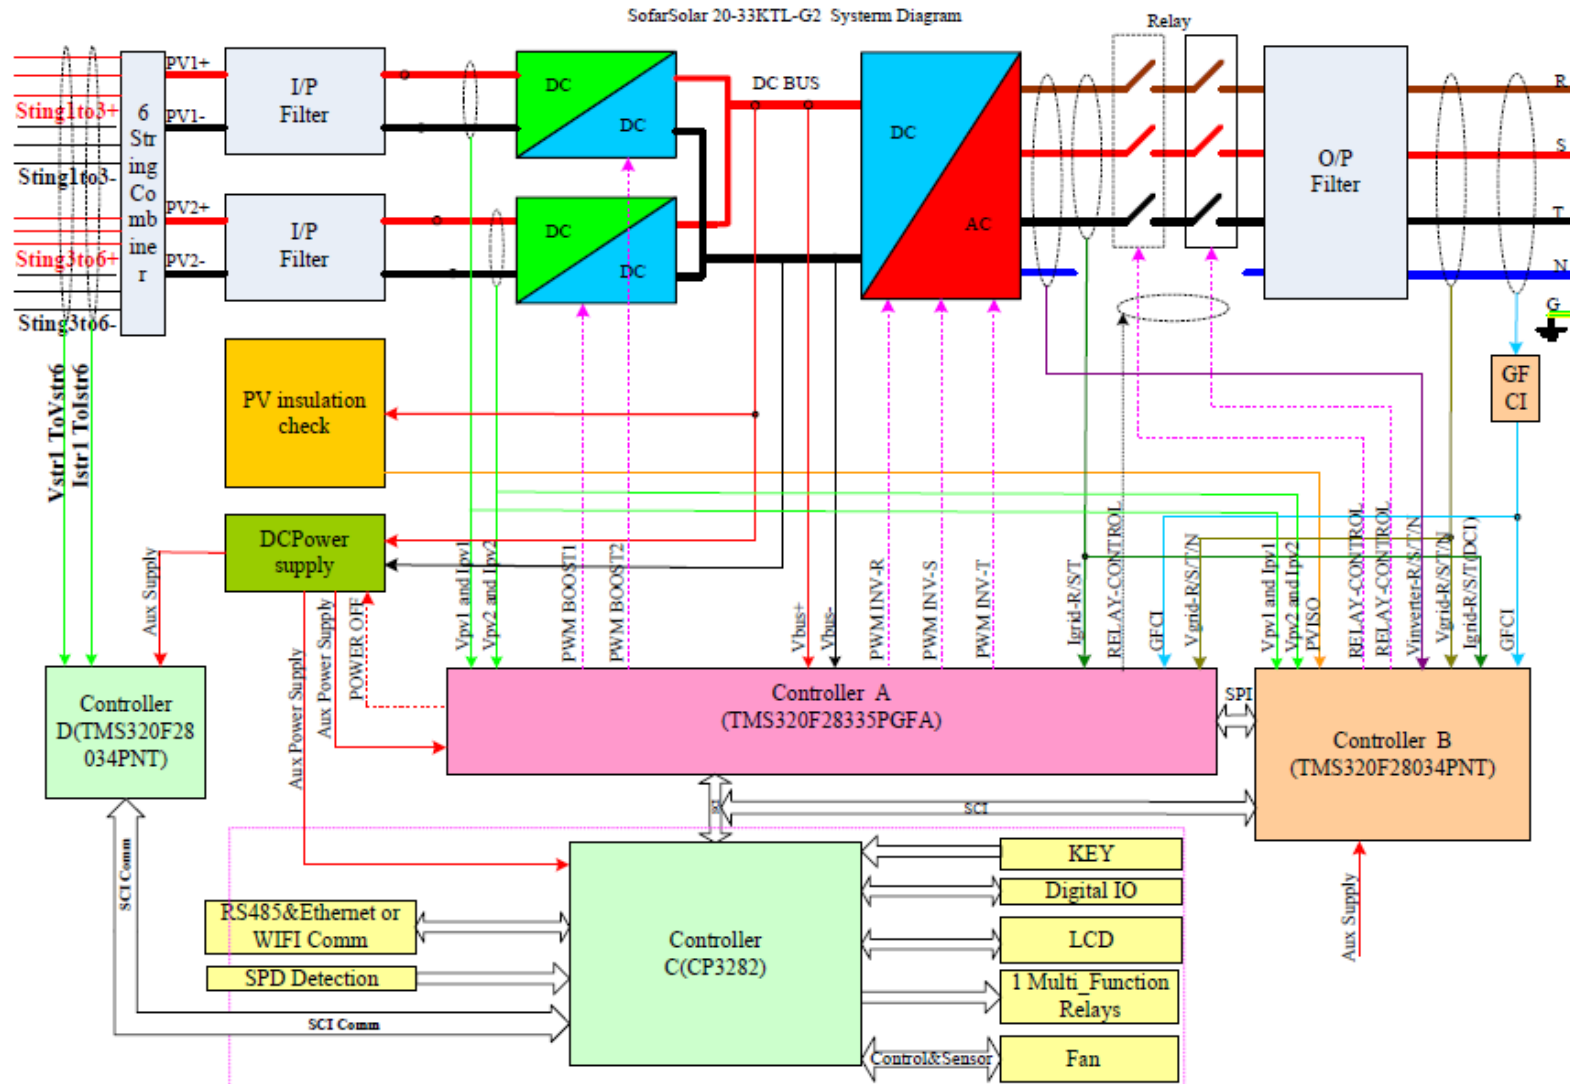 SofarSolar 20-33KTL-G2 Systerm Diagram
Relay
PV1+
I/P
Filter
DC
DC
DC BUS
DC
AC
O/P
Filter
R
S
T
N
G
Sting1to3+
PV1-
Sting1to3-
6
Str
ing
Co
mb
ine
r
PV2+
I/P
Filter
DC
DC
Sting3to6+
PV2-
Sting3to6-
GF
CI
PV insulation
check
Vstr1 ToVstr6
Istr1 ToIstr6
DCPower
supply
Aux Supply
Aux Power Supply
Aux Power Supply
POWER OFF
Vpv1 and Ipv1
Vpv2 and Ipv2
PWM BOOST1
PWM BOOST2
Vbus+
Vbus-
PWM INV-R
PWM INV-S
PWM INV-T
Igrid-R/S/T
RELAY-CONTROL
GFCI
Vgrid-R/S/T/N
Vpv1 and Ipv1
Vpv2 and Ipv2
PVISO
RELAY-CONTROL
RELAY-CONTROL
Vinverter-R/S/T/N
Vgrid-R/S/T/N
Igrid-R/S/T(DCI)
GFCI
Controller
D(TMS320F28
034PNT)
Controller A
(TMS320F28335PGFA)
SPI
Controller B
(TMS320F28034PNT)
SCI
SCI Comm
KEY
Digital IO
RS485&Ethernet or
WIFI Comm
Controller
C(CP3282)
LCD
SPD Detection
1 Multi_Function
Relays
SCI Comm
Control&Sensor
Fan
Aux Supply